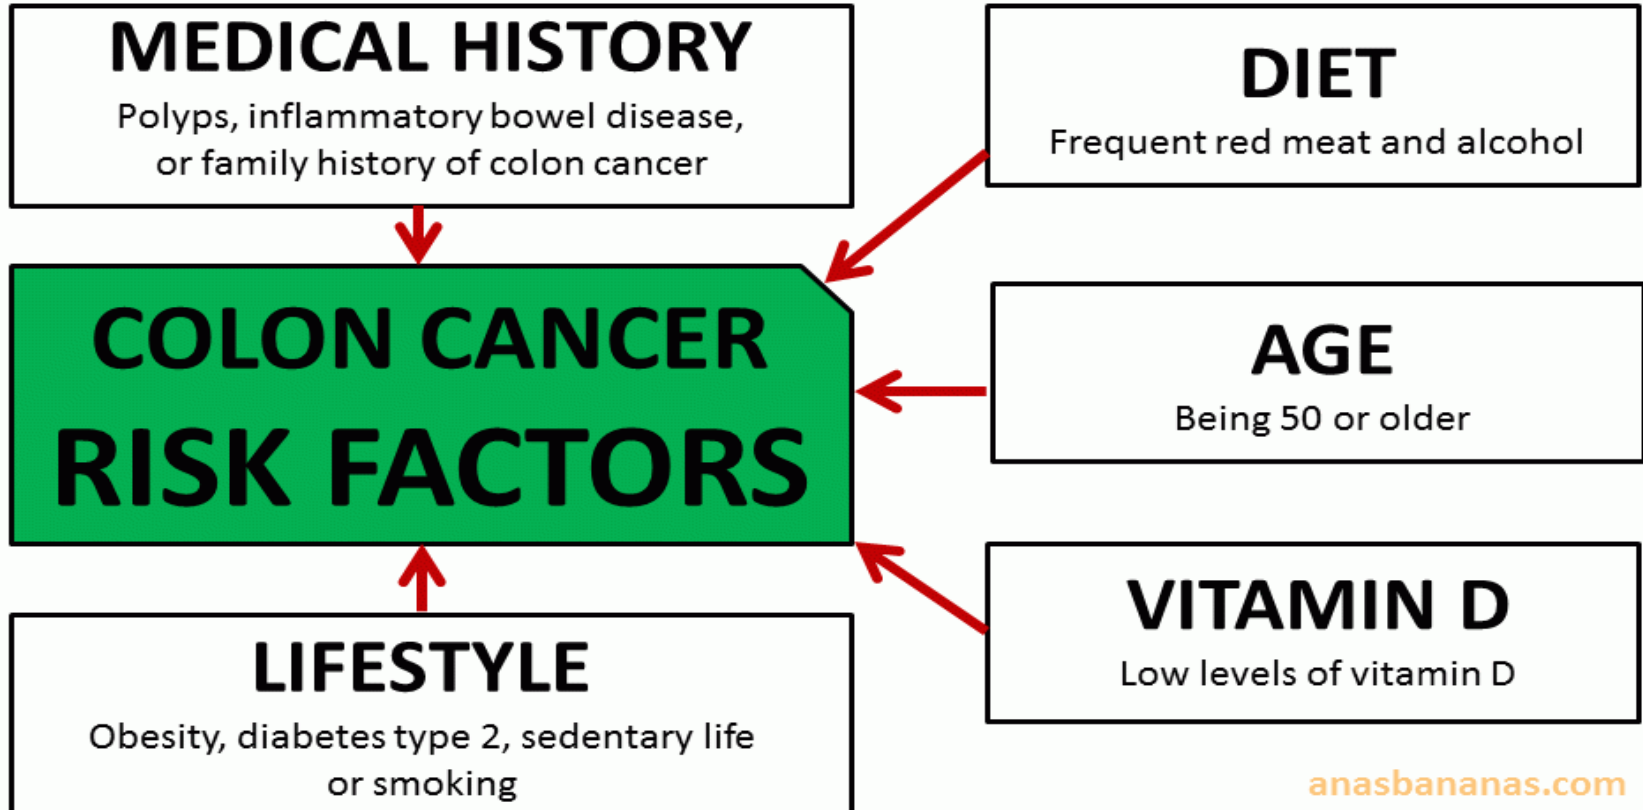 MEDICAL HISTORY
Polyps, inflammatory bowel disease,
or family history of colon cancer
DIET
Frequent red meat and alcohol
COLON CANCER
RISK FACTORS
AGE
Being 50 or older
LIFESTYLE
Obesity, diabetes type 2, sedentary life
or smoking
VITAMIN D
Low levels of vitamin D
anasbananas.com